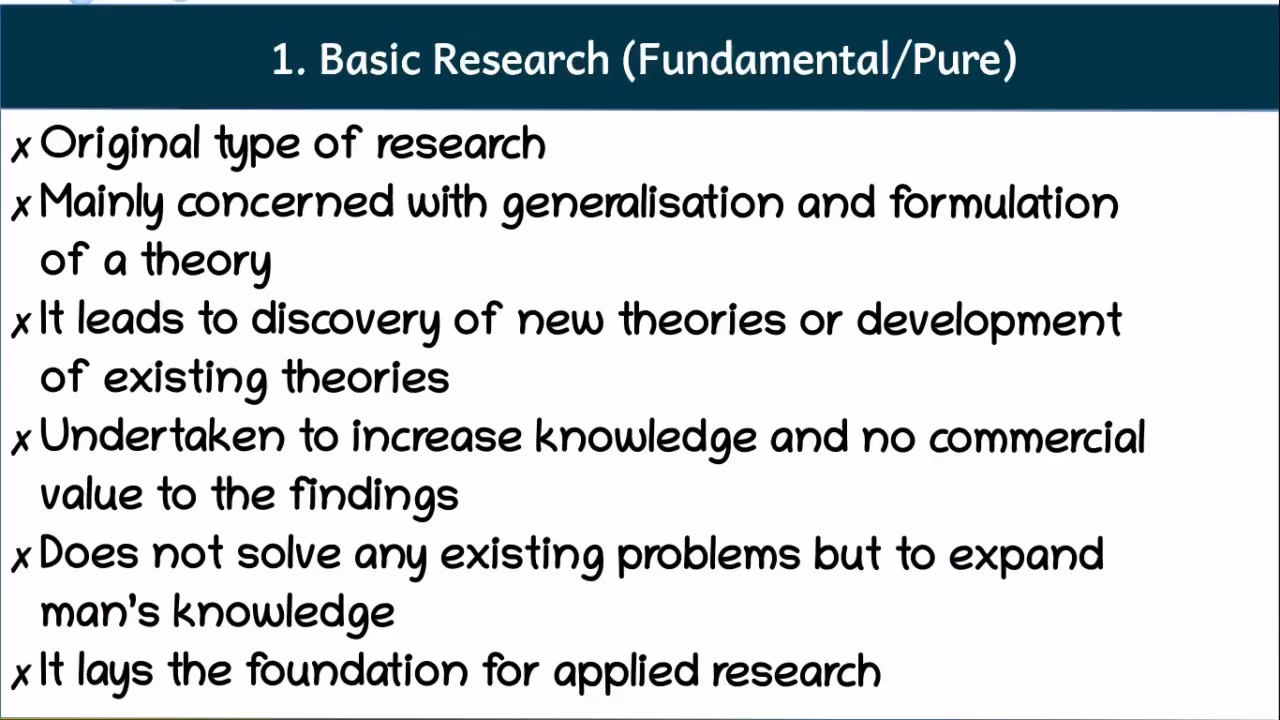 1. Basic Research (Fundamental/Pure)
✗ Original type of research
✗ Mainly concerned with generalisation and formulation
of a theory
✗ It leads to discovery of new theories or development
of existing theories
✗ Undertaken to increase knowledge and no commercial
value to the findings
✗ Does not solve any existing problems but to expand
man's knowledge
✗ It lays the foundation for applied research